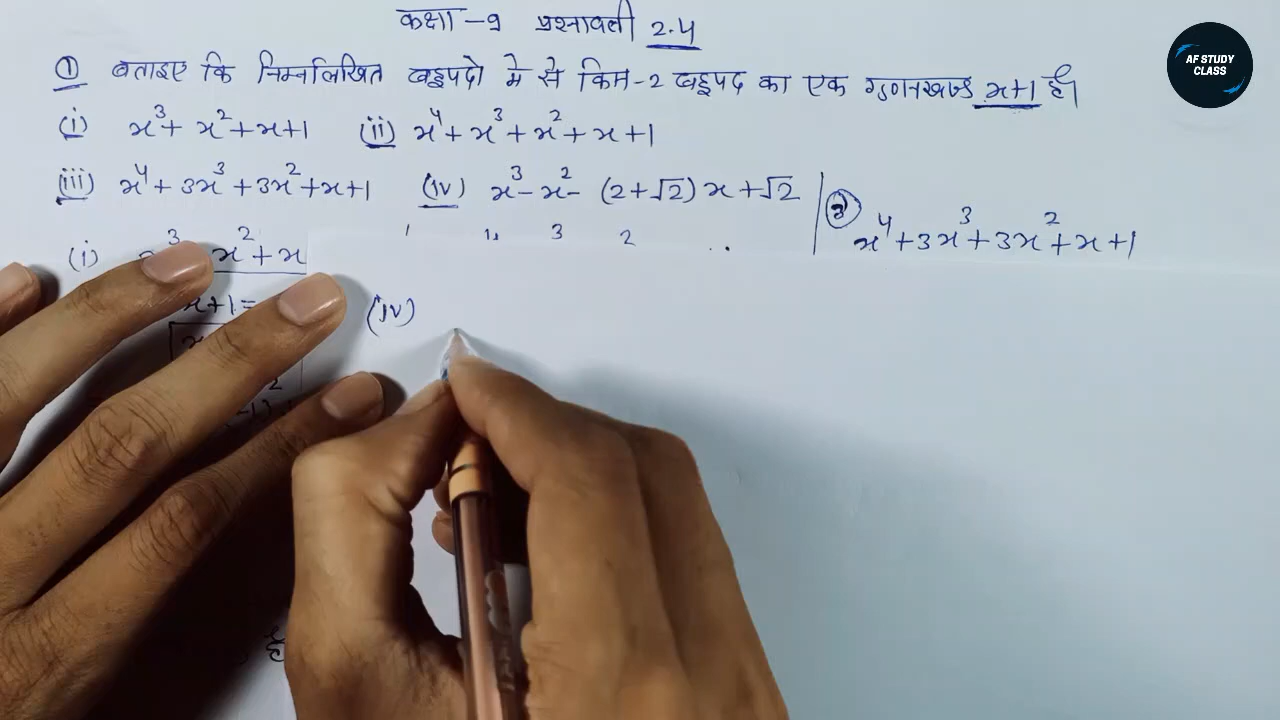 कक्षा - 9 प्रश्नावली 2.4
AF STUDY
CLASS
① बताइए कि निम्नलिखित बहुपदो मे से किस-2 बहुपद का एक गुणनखण्ड x+1 है।
(i) x³+ x²+x+1 (ii) x⁴+x³+x²+x+1
(iii) x⁴+3x³+3x²+x+1 (iv) x³-x²-(2+√2)x+√2
(i) x²+x
x⁴+3x³+3x²+x+1
x+1=
(iv)